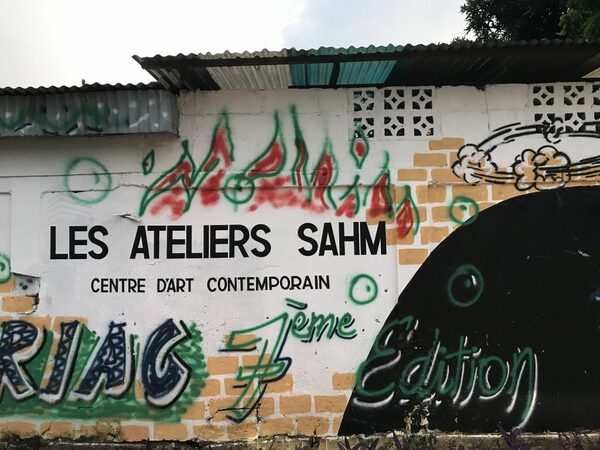 LES ATELIERS SAHM
CENTRE D'ART CONTEMPORAIN
RIAC 7ème Edition